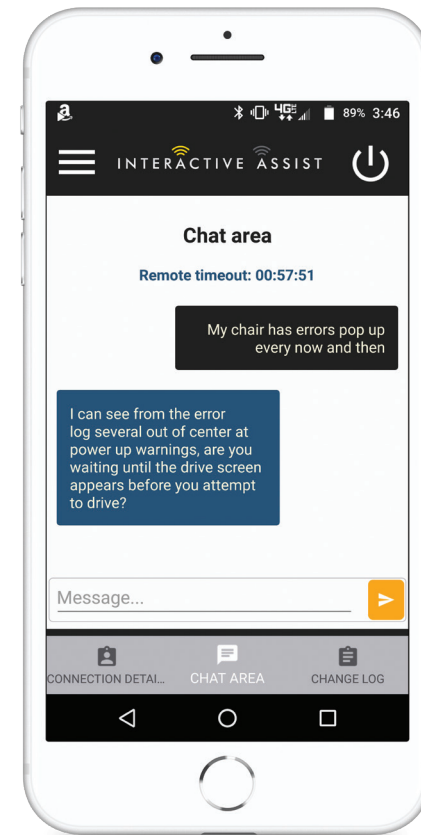 a
4GE 89% 3:46
INTERACTIVE ASSIST
Chat area
Remote timeout: 00:57:51
My chair has errors pop up
every now and then
I can see from the error
log several out of center at
power up warnings, are you
waiting until the drive screen
appears before you attempt
to drive?
Message...
CONNECTION DETAI... CHAT AREA CHANGE LOG